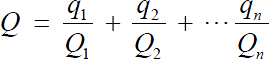 Q = q₁/Q₁ + q₂/Q₂ + ⋯ qₙ/Qₙ